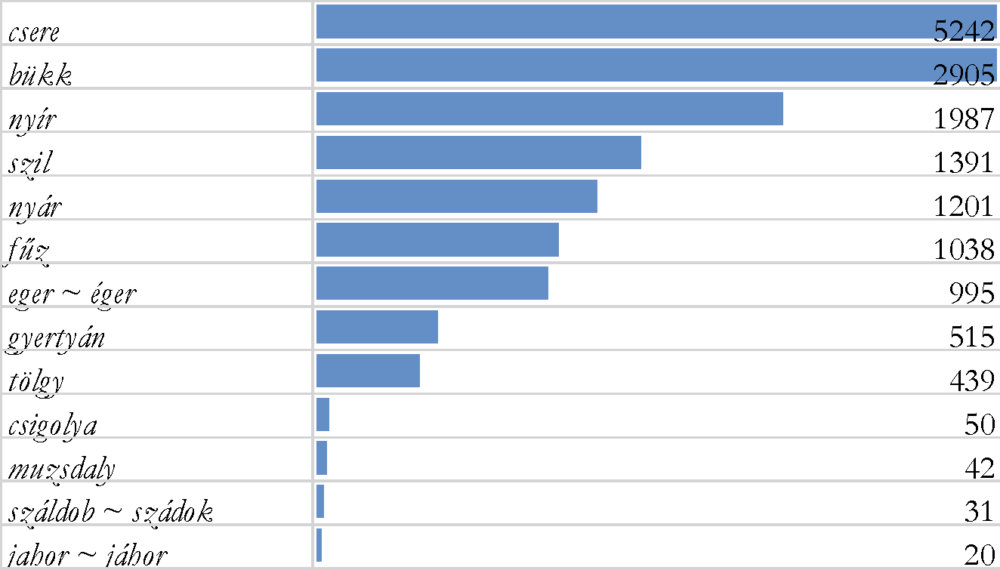 csere 5242
bükk 2905
nyír 1987
szil 1391
nyár 1201
fűz 1038
eger ~ éger 995
gyertyán 515
tölgy 439
csigolya 50
muzsdaly 42
száldob ~ szádok 31
jahor ~ jáhor 20